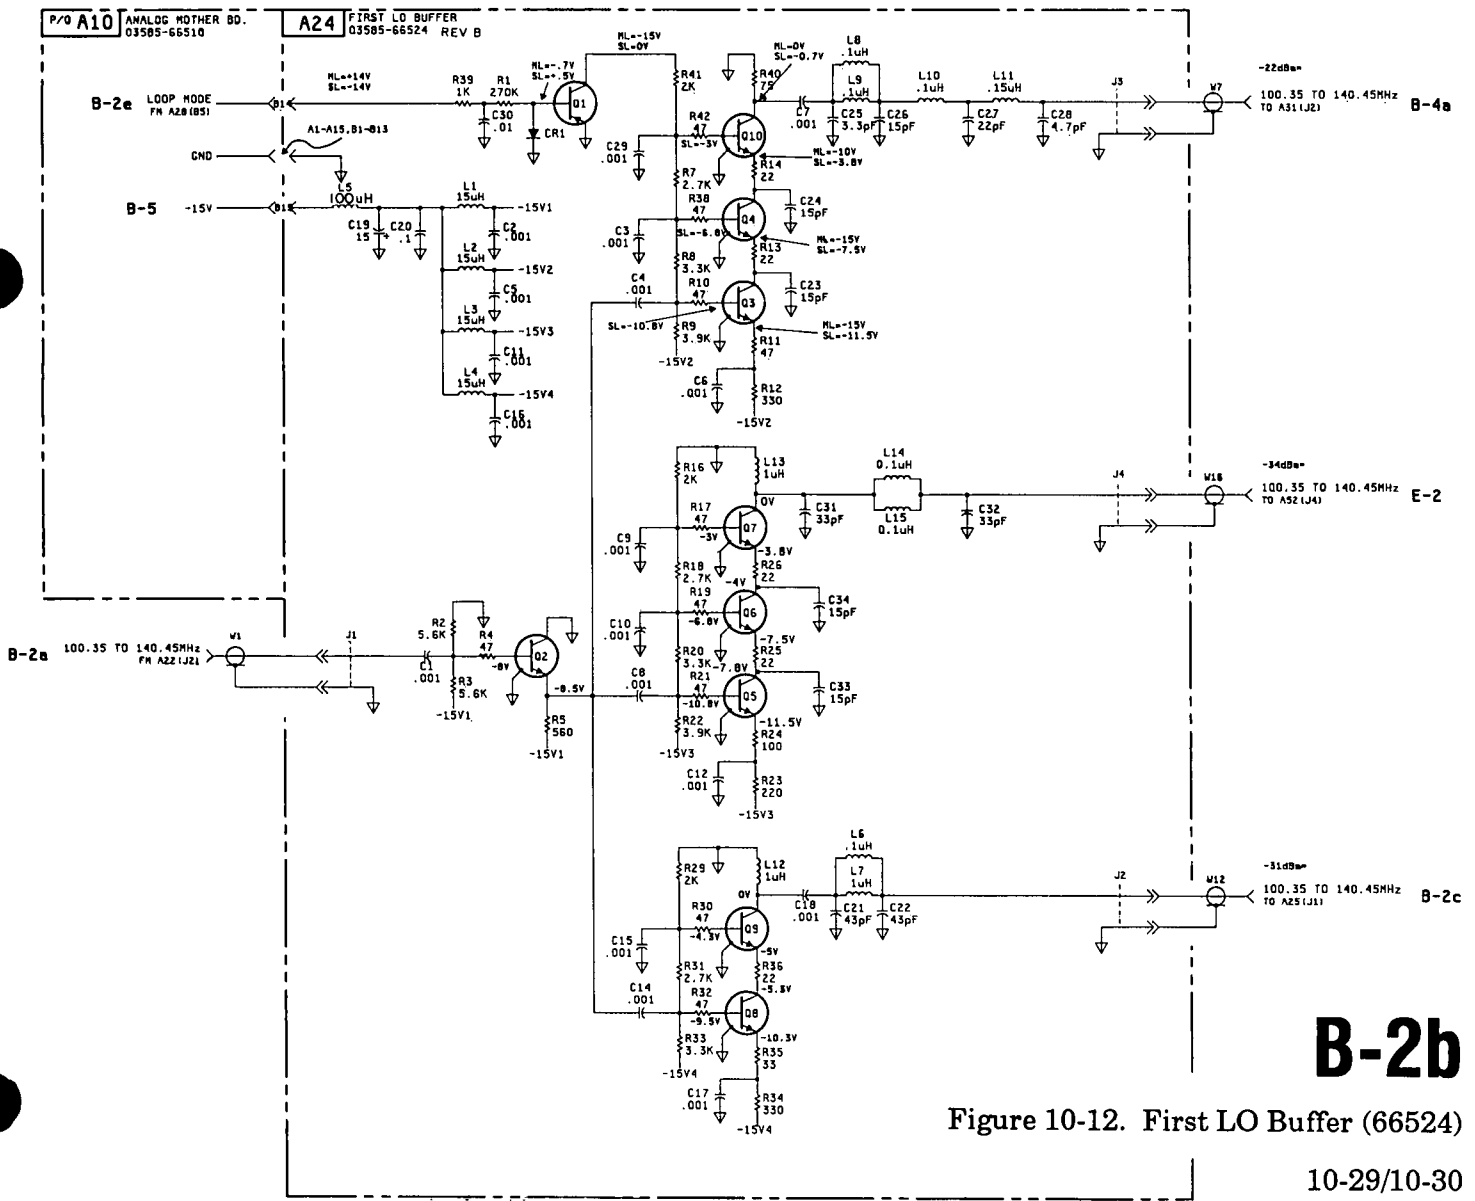 P/O A10 ANALOG MOTHER BD.
03585-66510
A24 FIRST LO BUFFER
03585-66524 REV B
ML=-15V
SL=0V
ML=+14V
SL=-14V
R39
1K
R1
270K
ML=-.7V
SL=+.5V
Q1
C30
.01
CR1
B-2e
LOOP MODE
FM A28(B5)
B14
A1-A15,B1-B13
GND
B-5
-15V
B15
L5
100uH
C19
15
+
C20
.1
L1
15uH
-15V1
C2
.001
L2
15uH
-15V2
C5
.001
L3
15uH
-15V3
C11
.001
L4
15uH
-15V4
C16
.001
R41
2K
R40
75
ML=0V
SL=-0.7V
R42
47
SL=-3V
Q10
C29
.001
ML=-10V
SL=-3.8V
R14
22
R7
2.7K
R38
47
SL=-6.8V
Q4
C24
15pF
C3
.001
ML=-15V
SL=-7.5V
R13
22
R8
3.3K
R10
47
Q3
C23
15pF
C4
.001
SL=-10.8V
ML=-15V
SL=-11.5V
R9
3.9K
R11
47
-15V2
C6
.001
R12
330
-15V2
C7
.001
L8
.1uH
L9
.1uH
C25
3.3pF
C26
15pF
L10
.1uH
L11
.15uH
C27
22pF
C28
4.7pF
J3
W7
-22dBm
100.35 TO 140.45MHz
TO A31(J2)
B-4a
R16
2K
L13
1uH
0V
R17
47
-3V
Q7
C9
.001
-3.8V
R18
2.7K
R26
22
-4V
R19
47
-6.8V
Q6
C34
15pF
C10
.001
-7.5V
R20
3.3K
R25
22
-7.8V
R21
47
-10.8V
Q5
C33
15pF
C8
.001
-11.5V
R22
3.9K
R24
100
-15V3
C12
.001
R23
220
-15V3
C31
33pF
L14
0.1uH
L15
0.1uH
C32
33pF
J4
W16
-34dBm
100.35 TO 140.45MHz
TO A52(J4)
E-2
B-2a
100.35 TO 140.45MHz
FM A22(J2)
W1
J1
C1
.001
R2
5.6K
R3
5.6K
-15V1
R4
47
-8V
Q2
-8.5V
R5
560
-15V1
R29
2K
L12
1uH
0V
R30
47
-4.3V
Q9
C15
.001
-5V
R31
2.7K
R36
22
-5.3V
R32
47
-9.5V
Q8
C14
.001
-10.3V
R33
3.3K
R35
33
-15V4
C17
.001
R34
330
-15V4
C18
.001
L6
.1uH
L7
.1uH
C21
43pF
C22
43pF
J2
W12
-31dBm
100.35 TO 140.45MHz
TO A25(J1)
B-2c
B-2b
Figure 10-12. First LO Buffer (66524)
10-29/10-30